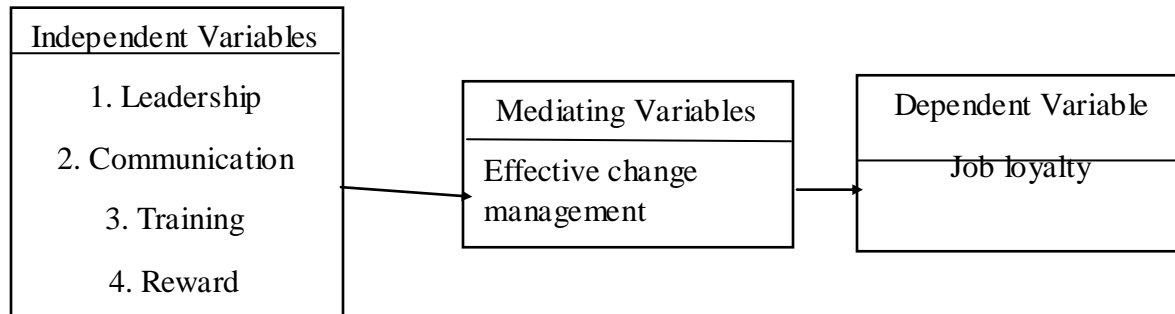 Independent Variables
1. Leadership
2. Communication
3. Training
4. Reward
Mediating Variables
Effective change
management
Dependent Variable
Job loyalty